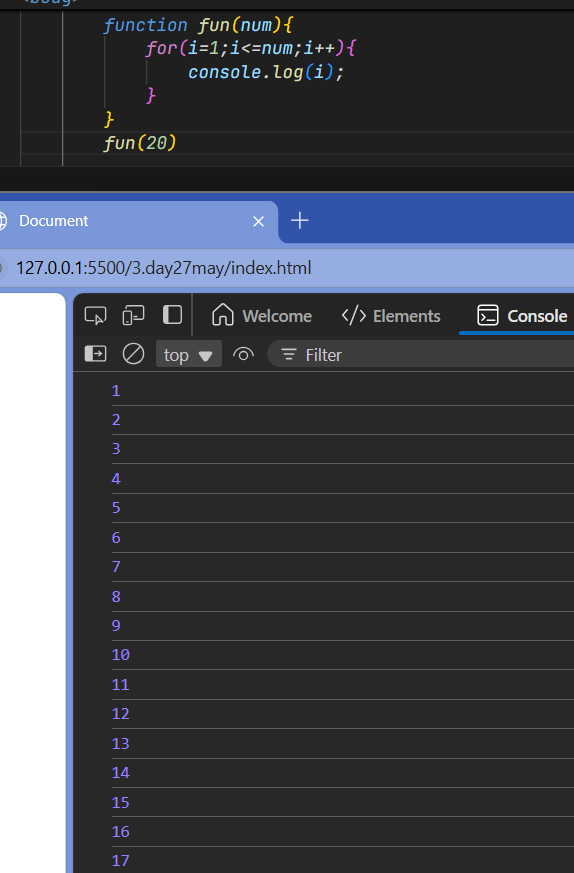 <body>
function fun(num){
for(i=1;i<=num;i++){
console.log(i);
}
}
fun(20)
Document
127.0.0.1:5500/3.day27may/index.html
Welcome
Elements
Console
top
Filter
1
2
3
4
5
6
7
8
9
10
11
12
13
14
15
16
17